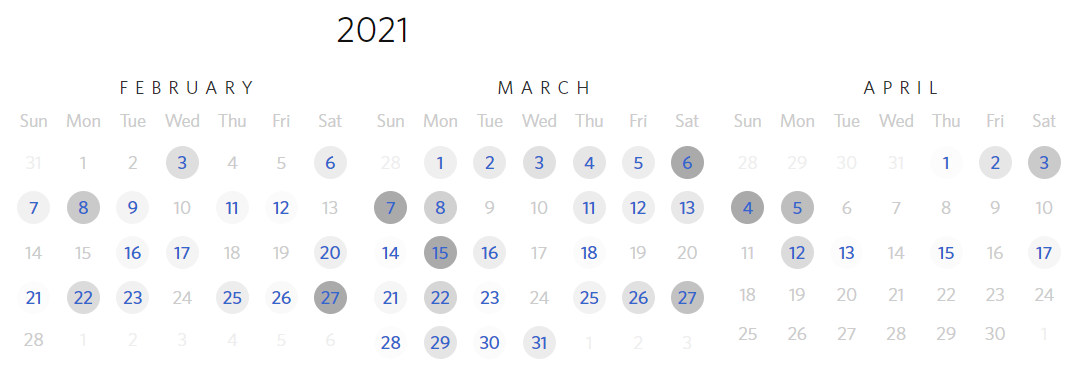 2021
FEBRUARY MARCH APRIL
Sun Mon Tue Wed Thu Fri Sat Sun Mon Tue Wed Thu Fri Sat Sun Mon Tue Wed Thu Fri Sat
31 1 2 3 4 5 6 28 1 2 3 4 5 6 28 29 30 31 1 2 3
7 8 9 10 11 12 13 7 8 9 10 11 12 13 4 5 6 7 8 9 10
14 15 16 17 18 19 20 14 15 16 17 18 19 20 11 12 13 14 15 16 17
21 22 23 24 25 26 27 21 22 23 24 25 26 27 18 19 20 21 22 23 24
28 1 2 3 4 5 6 28 29 30 31 1 2 3 25 26 27 28 29 30 1